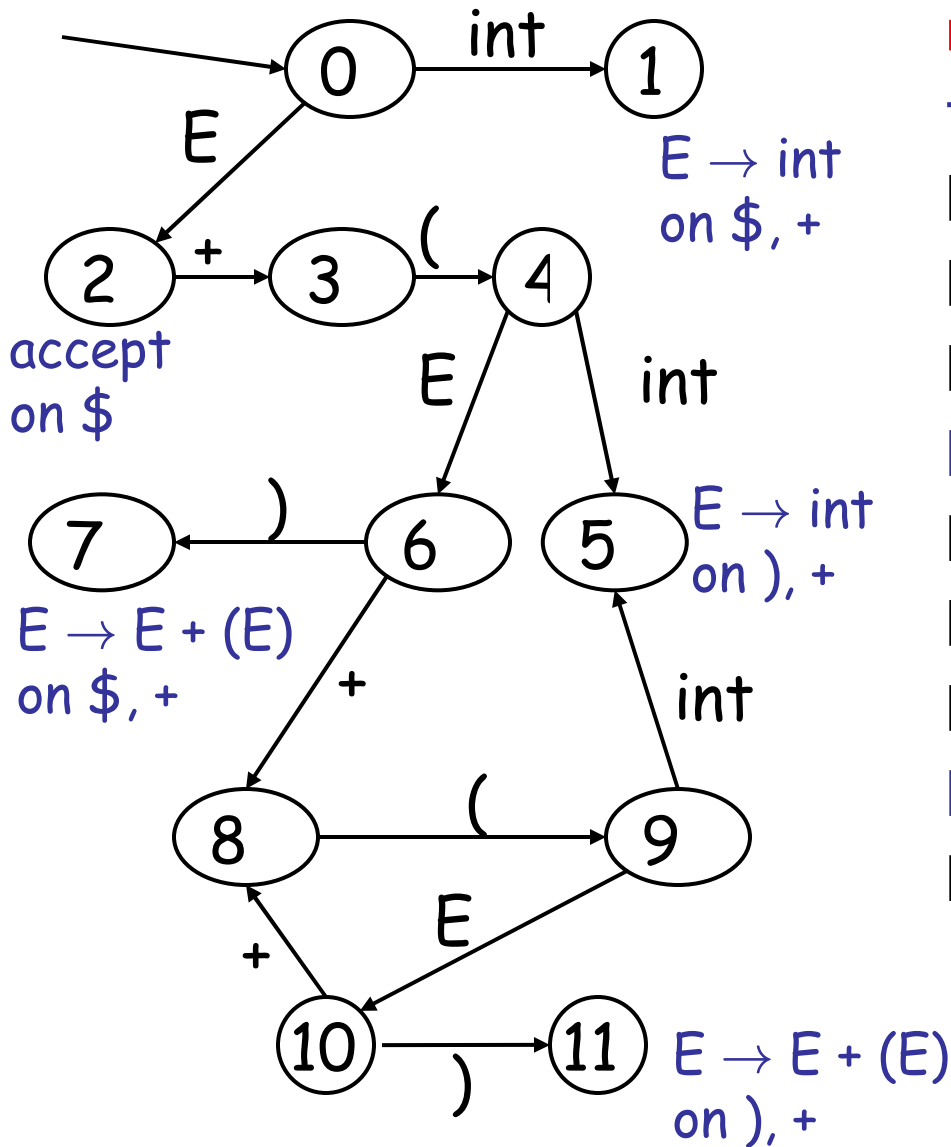 int
0
1
E
E → int
on $, +
+
(
2
3
4
accept
on $
E
int
)
7
6
5
E → int
on ), +
E → E + (E)
on $, +
+
int
(
8
9
E
+
10
11
)
E → E + (E)
on ), +